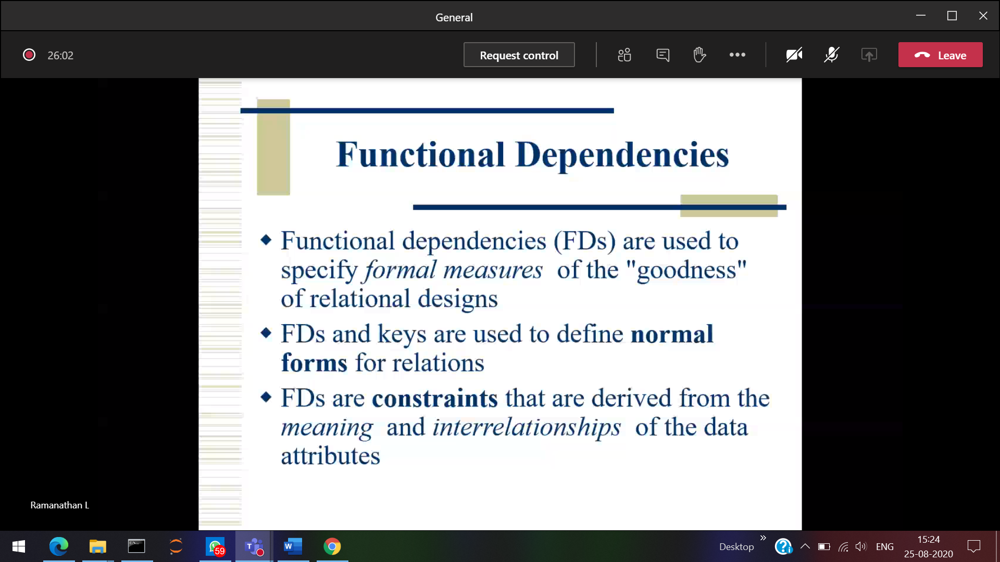 General
26:02
Request control
Leave
Functional Dependencies
Functional dependencies (FDs) are used to
specify formal measures of the "goodness"
of relational designs
FDs and keys are used to define normal
forms for relations
FDs are constraints that are derived from the
meaning and interrelationships of the data
attributes
Ramanathan L
59
T
W
Desktop
ENG
15:24
25-08-2020